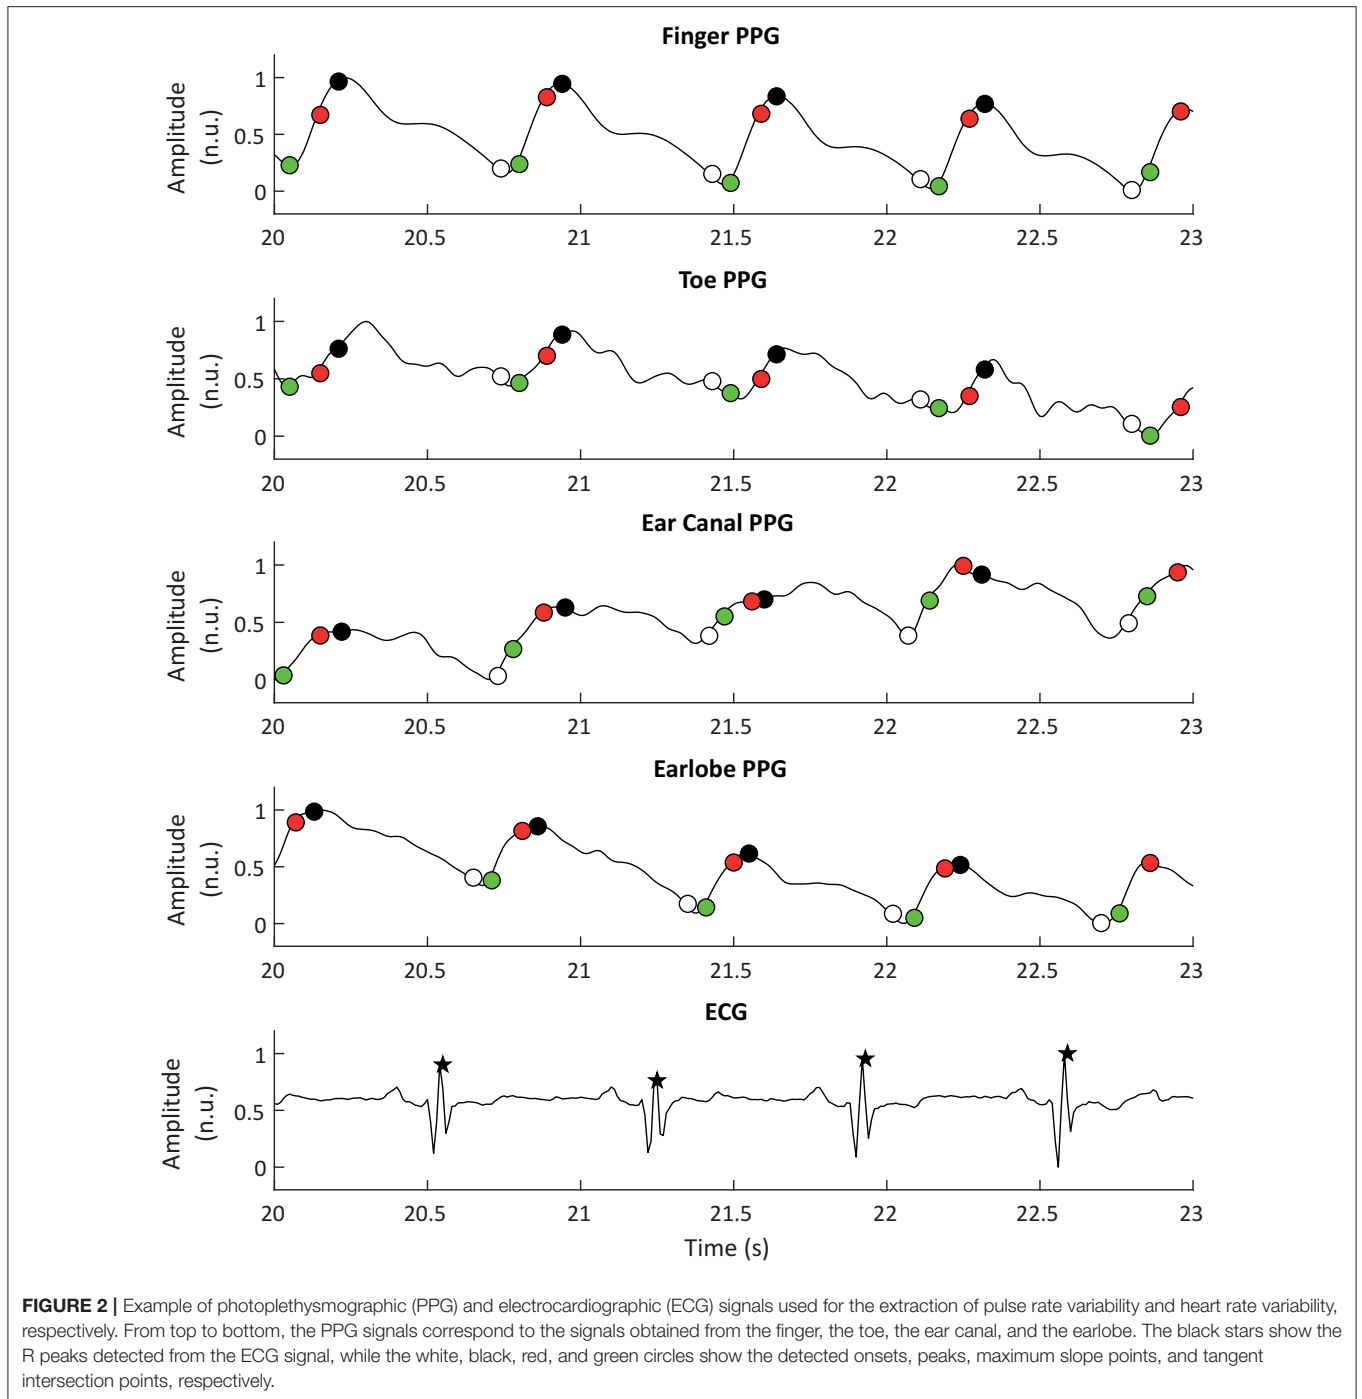 Finger PPG
Amplitude
(n.u.)
1
0.5
0
20 20.5 21 21.5 22 22.5 23
Toe PPG
Amplitude
(n.u.)
1
0.5
0
20 20.5 21 21.5 22 22.5 23
Ear Canal PPG
Amplitude
(n.u.)
1
0.5
0
20 20.5 21 21.5 22 22.5 23
Earlobe PPG
Amplitude
(n.u.)
1
0.5
0
20 20.5 21 21.5 22 22.5 23
ECG
Amplitude
(n.u.)
1
0.5
0
20 20.5 21 21.5 22 22.5 23
Time (s)
FIGURE 2 | Example of photoplethysmographic (PPG) and electrocardiographic (ECG) signals used for the extraction of pulse rate variability and heart rate variability,
respectively. From top to bottom, the PPG signals correspond to the signals obtained from the finger, the toe, the ear canal, and the earlobe. The black stars show the
R peaks detected from the ECG signal, while the white, black, red, and green circles show the detected onsets, peaks, maximum slope points, and tangent
intersection points, respectively.